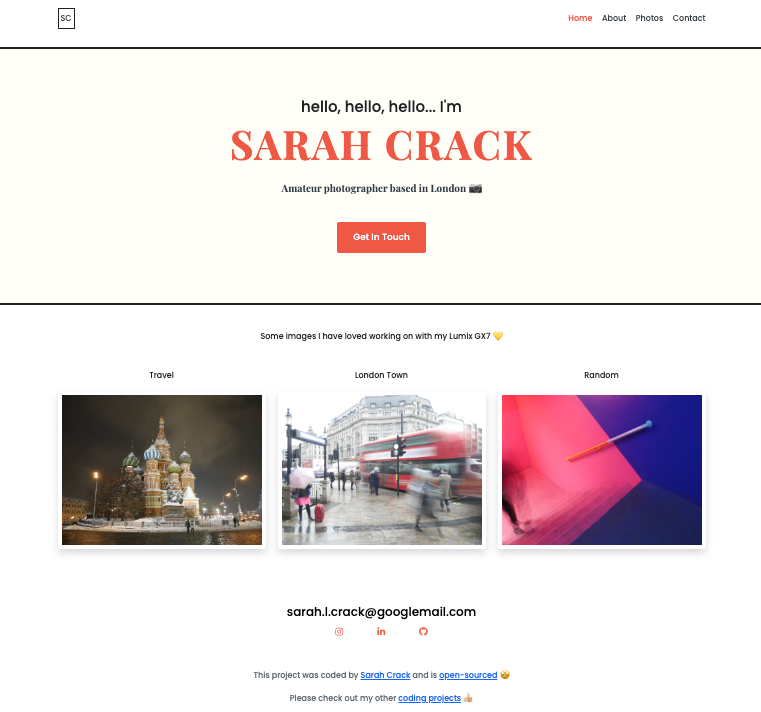 SC
Home About Photos Contact
hello, hello, hello... I'm
SARAH CRACK
Amateur photographer based in London 📷
Get In Touch
Some images I have loved working on with my Lumix GX7 💛
Travel
London Town
Random
sarah.l.crack@googlemail.com
This project was coded by Sarah Crack and is open-sourced 🤩
Please check out my other coding projects 👍🏼